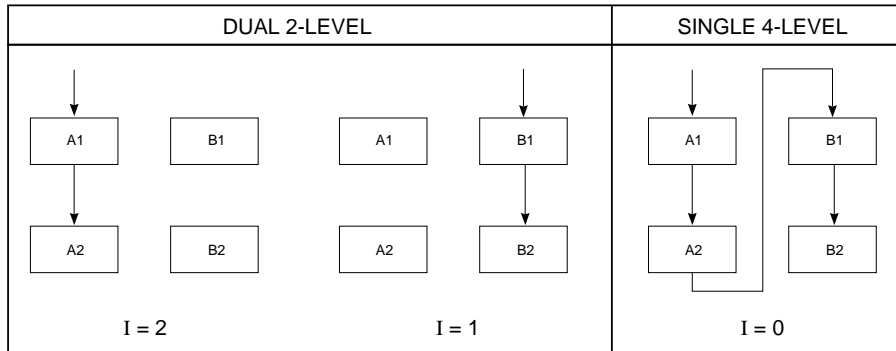 DUAL 2-LEVEL SINGLE 4-LEVEL
A1 B1 A1 B1 A1 B1
A2 B2 A2 B2 A2 B2
I = 2 I = 1 I = 0